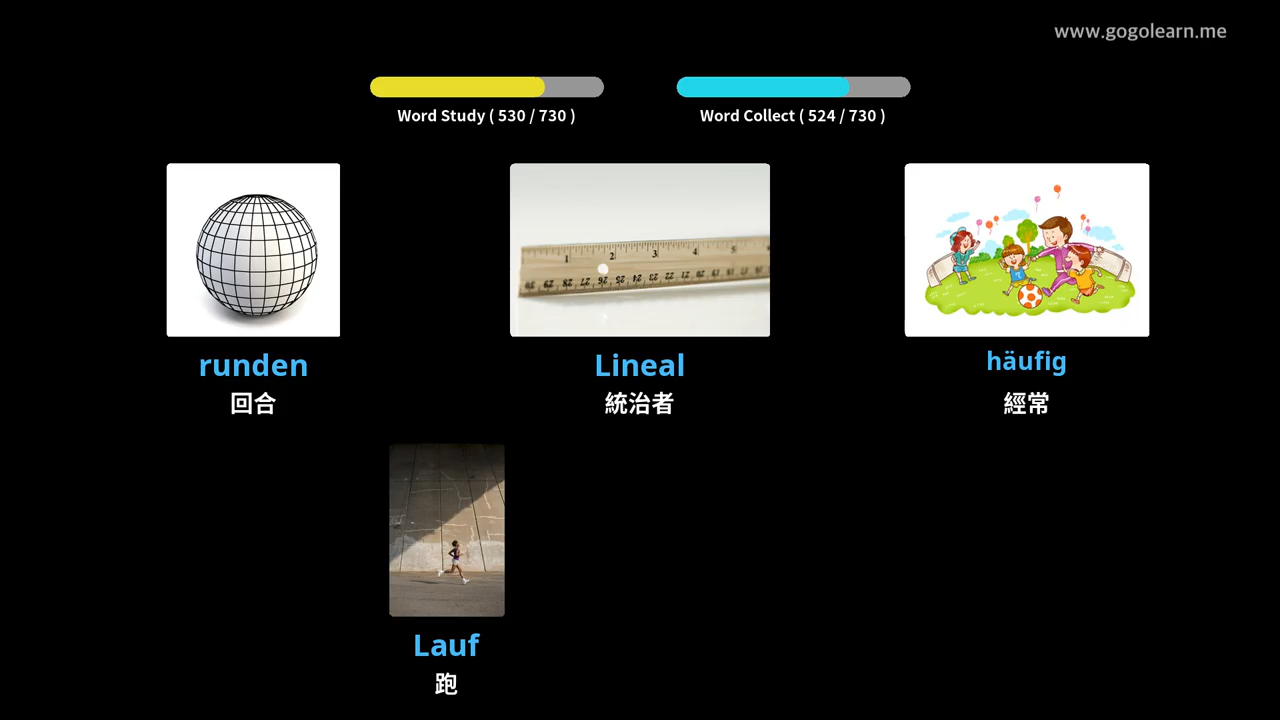 www.gogolearn.me
Word Study ( 530 / 730 )
Word Collect ( 524 / 730 )
runden
回合
Lineal
統治者
häufig
經常
Lauf
跑